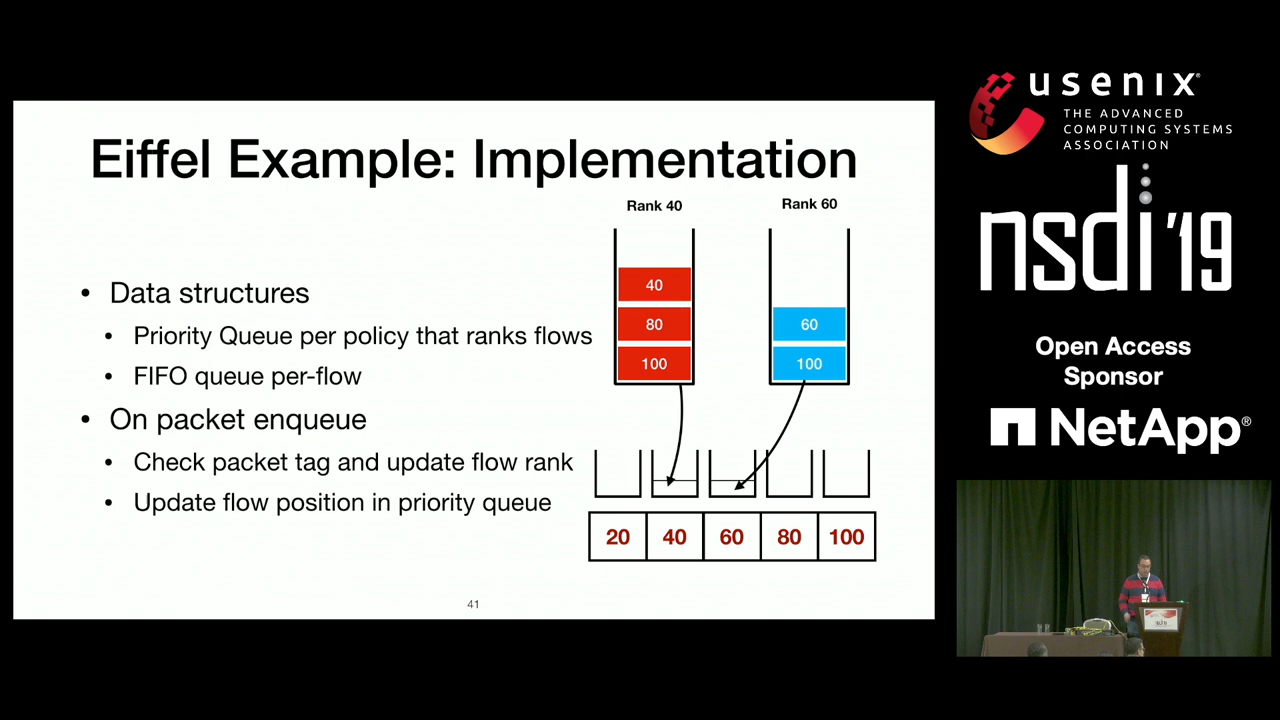 Eiffel Example: Implementation
Rank 40
Rank 60
• Data structures
• Priority Queue per policy that ranks flows
• FIFO queue per-flow
• On packet enqueue
• Check packet tag and update flow rank
• Update flow position in priority queue
40
80
100
60
100
20 40 60 80 100
41
usenix®
THE ADVANCED
COMPUTING SYSTEMS
ASSOCIATION
nsdi '19
Open Access
Sponsor
NetApp®